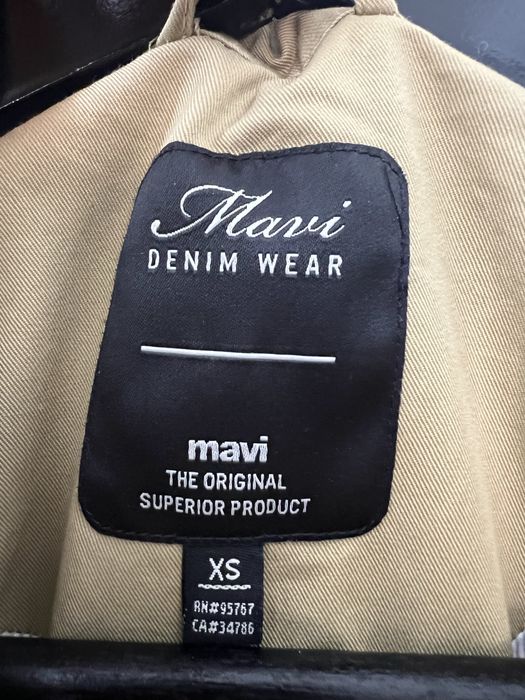 Mavi
DENIM WEAR
mavi
THE ORIGINAL
SUPERIOR PRODUCT
XS
RN#95767
CA#34786